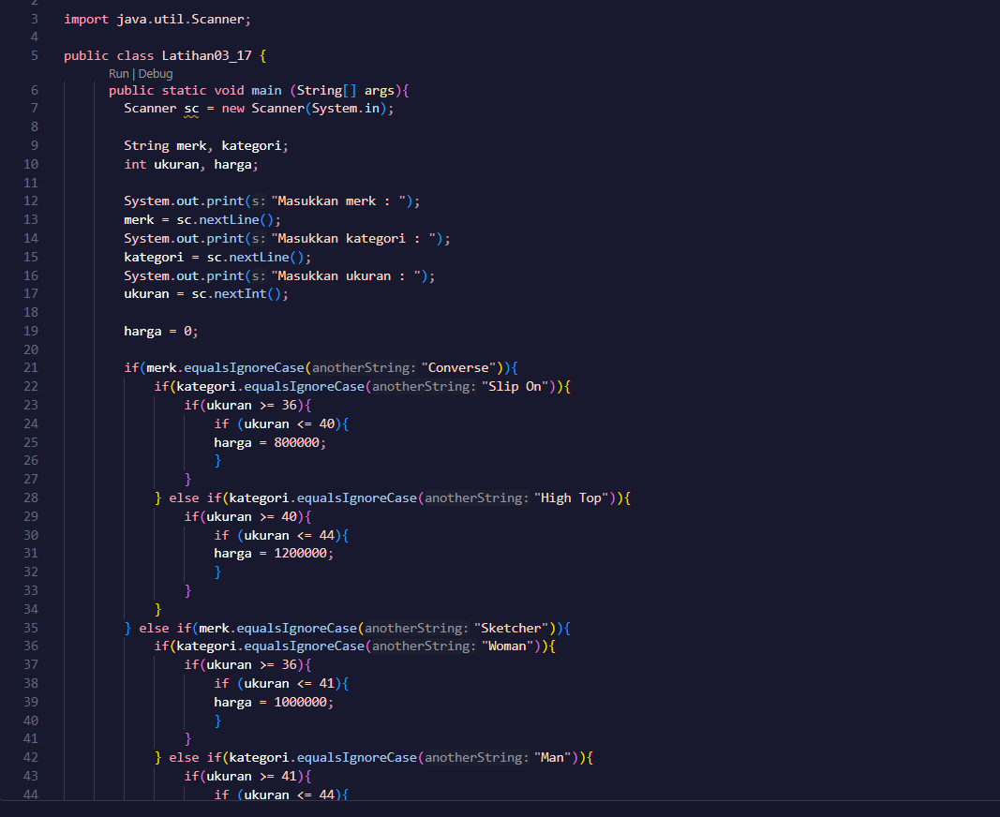 2
3 import java.util.Scanner;
4
5 public class Latihan03_17 {
Run | Debug
6 public static void main (String[] args){
7 Scanner sc = new Scanner(System.in);
8
9 String merk, kategori;
10 int ukuran, harga;
11
12 System.out.print(s: "Masukkan merk : ");
13 merk = sc.nextLine();
14 System.out.print(s: "Masukkan kategori : ");
15 kategori = sc.nextLine();
16 System.out.print(s: "Masukkan ukuran : ");
17 ukuran = sc.nextInt();
18
19 harga = 0;
20
21 if(merk.equalsIgnoreCase(anotherString: "Converse")){
22 if(kategori.equalsIgnoreCase(anotherString: "Slip On")){
23 if(ukuran >= 36){
24 if (ukuran <= 40){
25 harga = 800000;
26 }
27 }
28 } else if(kategori.equalsIgnoreCase(anotherString: "High Top")){
29 if(ukuran >= 40){
30 if (ukuran <= 44){
31 harga = 1200000;
32 }
33 }
34 }
35 } else if(merk.equalsIgnoreCase(anotherString: "Sketcher")){
36 if(kategori.equalsIgnoreCase(anotherString: "Woman")){
37 if(ukuran >= 36){
38 if (ukuran <= 41){
39 harga = 1000000;
40 }
41 }
42 } else if(kategori.equalsIgnoreCase(anotherString: "Man")){
43 if(ukuran >= 41){
44 if (ukuran <= 44){